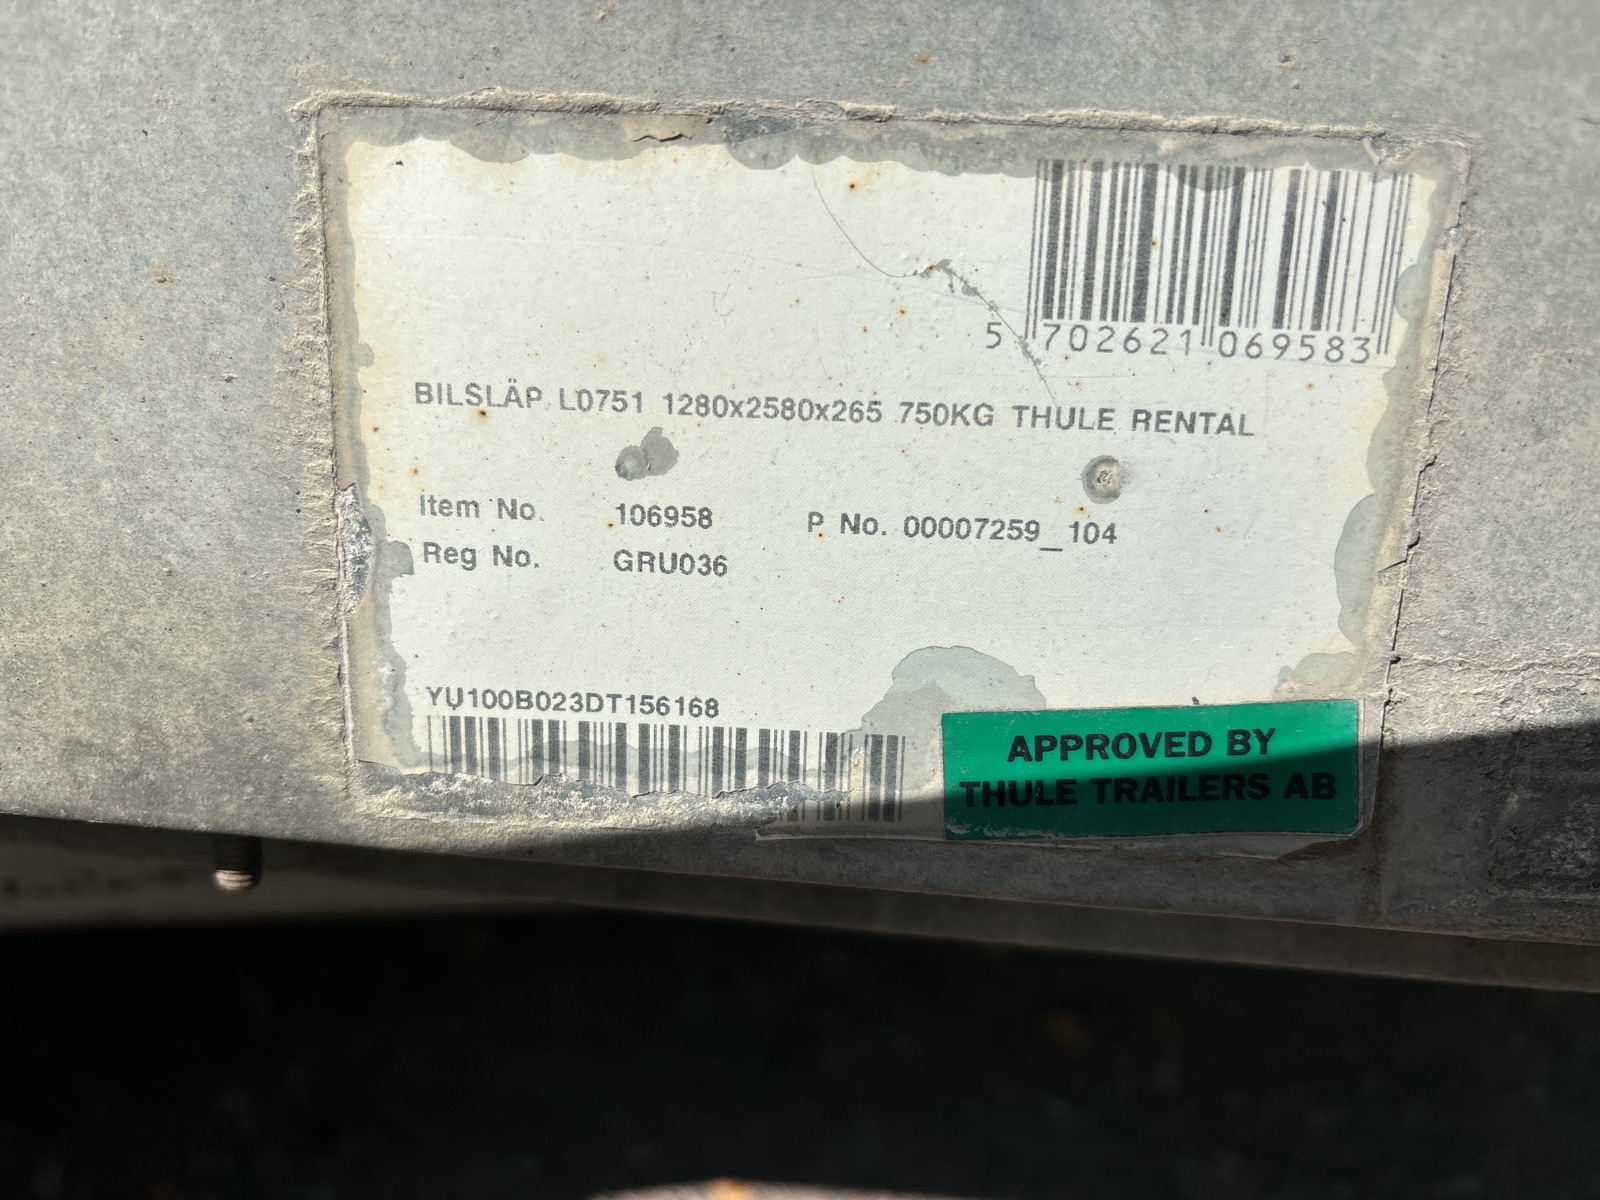 5 702621 069583
BILSLÄP L0751 1280x2580x265 750KG THULE RENTAL
Item No. 106958 P No. 00007259_104
Reg No. GRU036
YU100B023DT156168
APPROVED BY
THULE TRAILERS AB